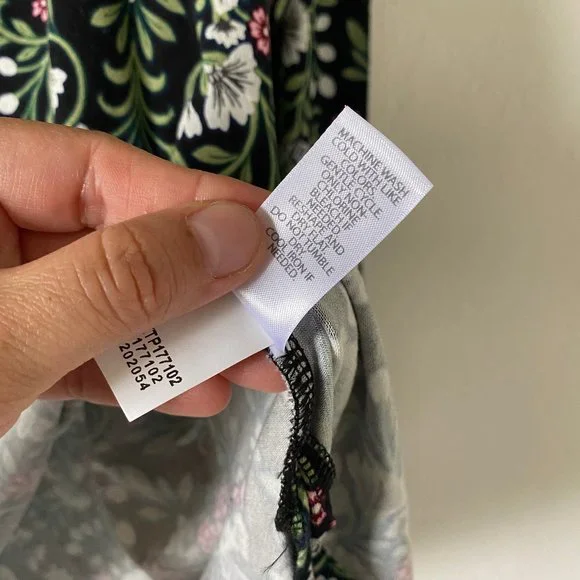 MACHINE WASH
COLD WITH LIKE
COLORS
GENTLE CYCLE
ONLY NON
BLEACH IF
NEEDED
RESHAPE AND
DRY FLAT
DO NOT TUMBLE
DRY
COOL IRON IF
NEEDED
TP177102
177102
202054